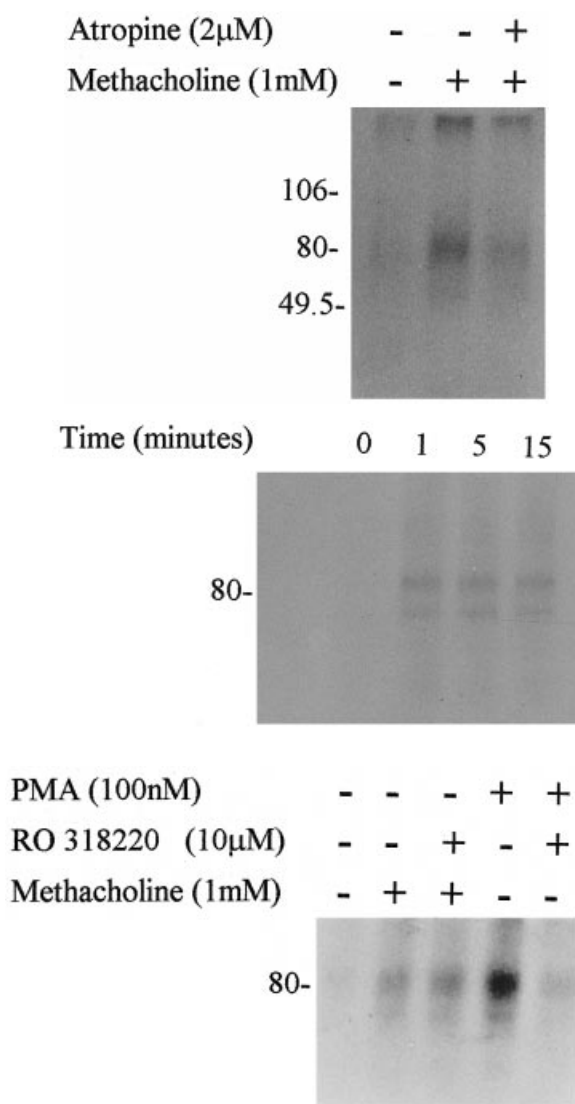 Atropine (2µM) - - +
Methacholine (1mM) - + +
106-
80-
49.5-
Time (minutes) 0 1 5 15
80-
PMA (100nM) - - - + +
RO 318220 (10µM) - - + - +
Methacholine (1mM) - + + - -
80-